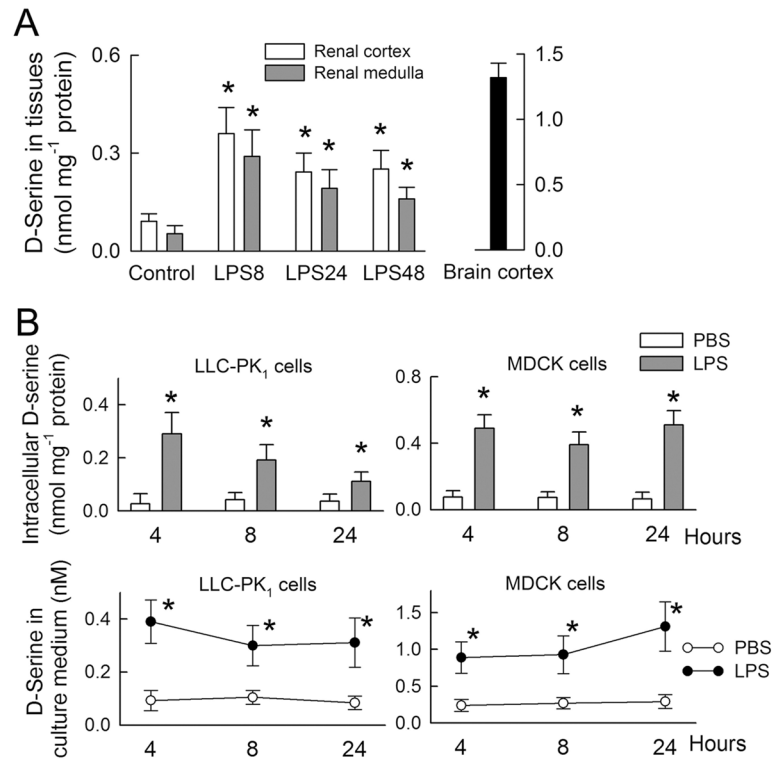 A
D-Serine in tissues
(nmol mg⁻¹ protein)
0.6
0.3
0.0
Renal cortex
Renal medulla
* * * * * *
Control LPS8 LPS24 LPS48
1.5
1.0
0.5
0.0
Brain cortex
B
PBS
LPS
Intracellular D-serine
(nmol mg⁻¹ protein)
LLC-PK₁ cells
0.4
0.2
0.0
* * *
4 8 24
MDCK cells
0.8
0.4
0.0
* * *
4 8 24 Hours
D-Serine in
culture medium (nM)
LLC-PK₁ cells
0.4
0.2
0.0
* * *
4 8 24
MDCK cells
1.5
1.0
0.5
0.0
* * *
PBS
LPS
4 8 24 Hours